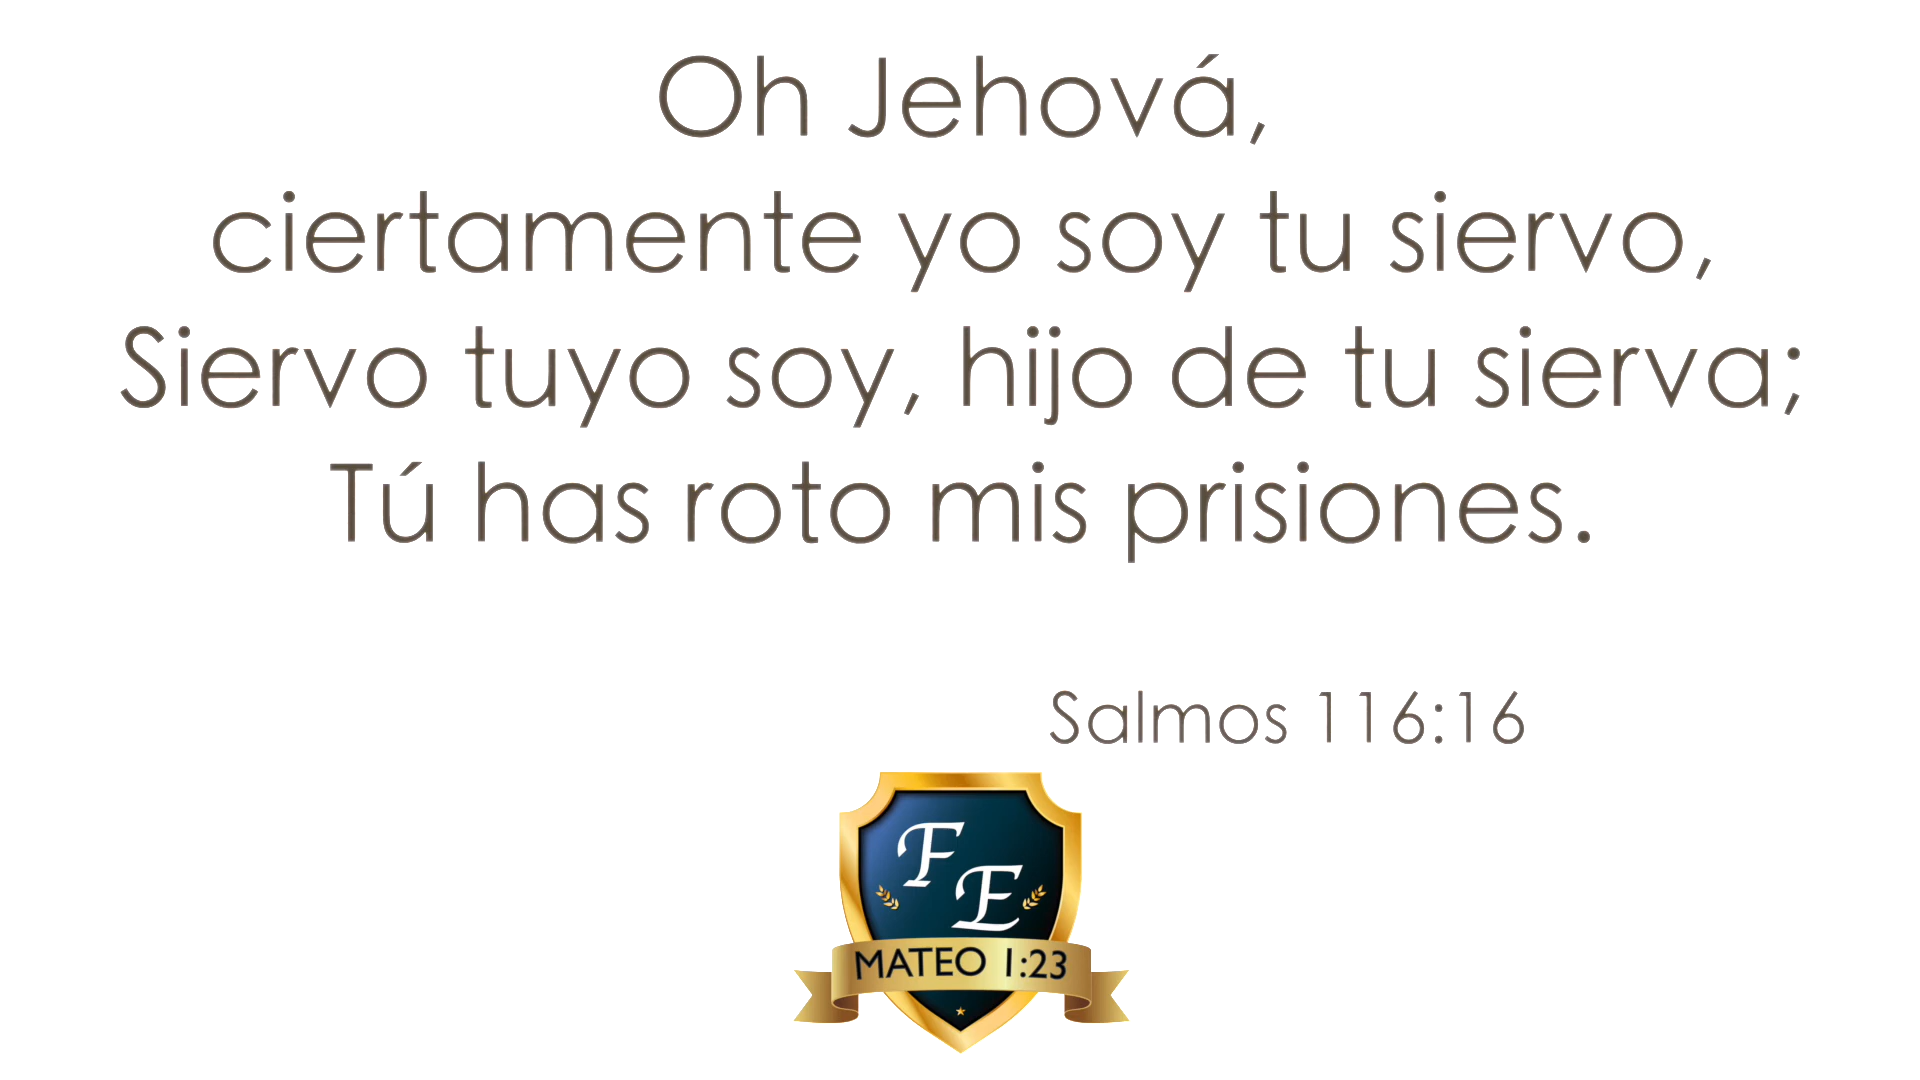 Oh Jehová,
ciertamente yo soy tu siervo,
Siervo tuyo soy, hijo de tu sierva;
Tú has roto mis prisiones.
Salmos 116:16
F
E
MATEO 1:23